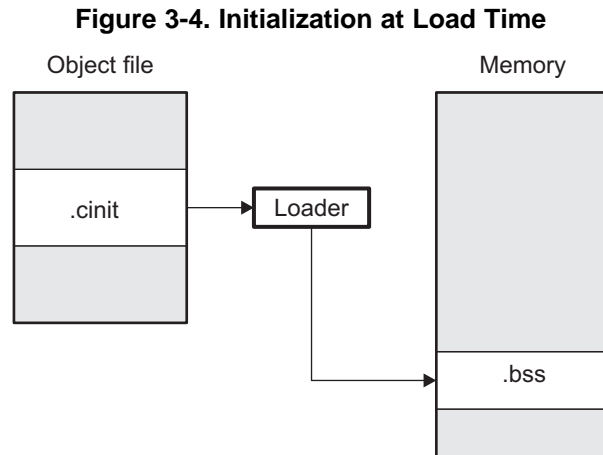 Figure 3-4. Initialization at Load Time
Object file
Memory
.cinit
Loader
.bss